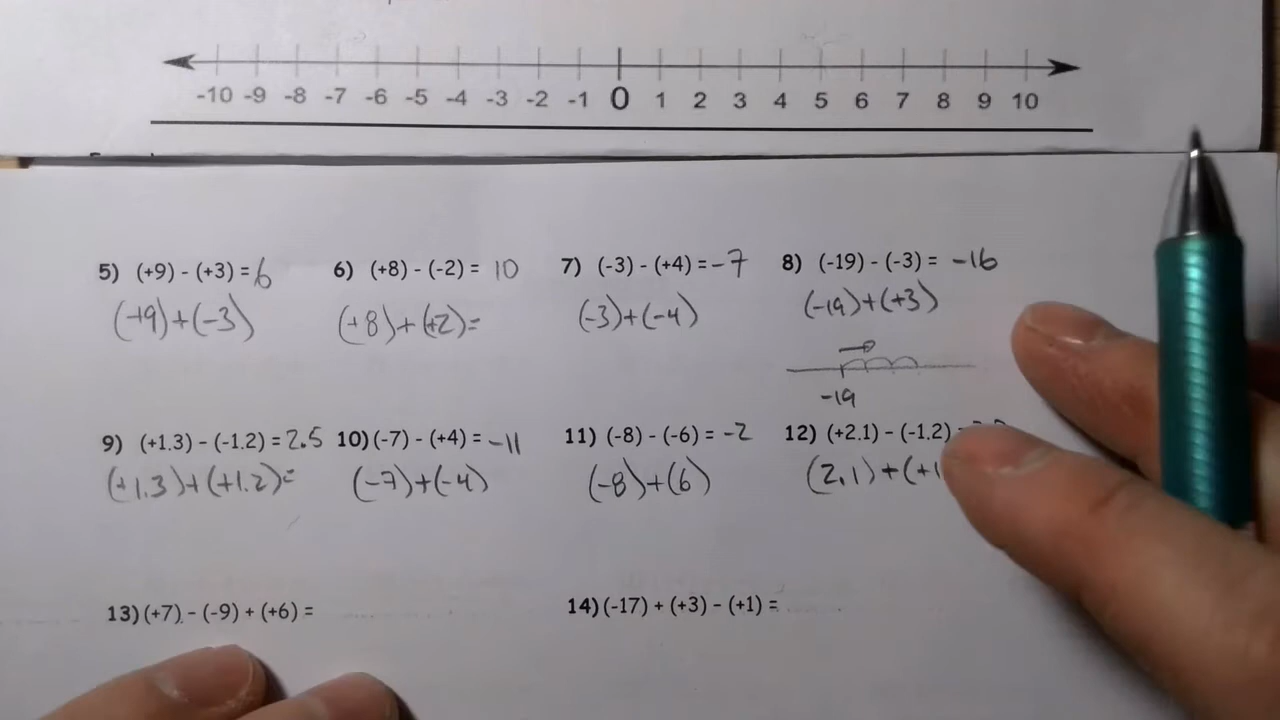 -10 -9 -8 -7 -6 -5 -4 -3 -2 -1 0 1 2 3 4 5 6 7 8 9 10
5) (+9) - (+3) = 6
(+9)+(-3)
6) (+8) - (-2) = 10
(+8)+(+2)=
7) (-3) - (+4) = -7
(-3)+(-4)
8) (-19) - (-3) = -16
(-19)+(+3)
-19
9) (+1.3) - (-1.2) = 2.5
(+1.3)+(+1.2)=
10) (-7) - (+4) = -11
(-7)+(-4)
11) (-8) - (-6) = -2
(-8)+(6)
12) (+2.1) - (-1.2)
(2.1)+(+1
13) (+7) - (-9) + (+6) =
14) (-17) + (+3) - (+1) =